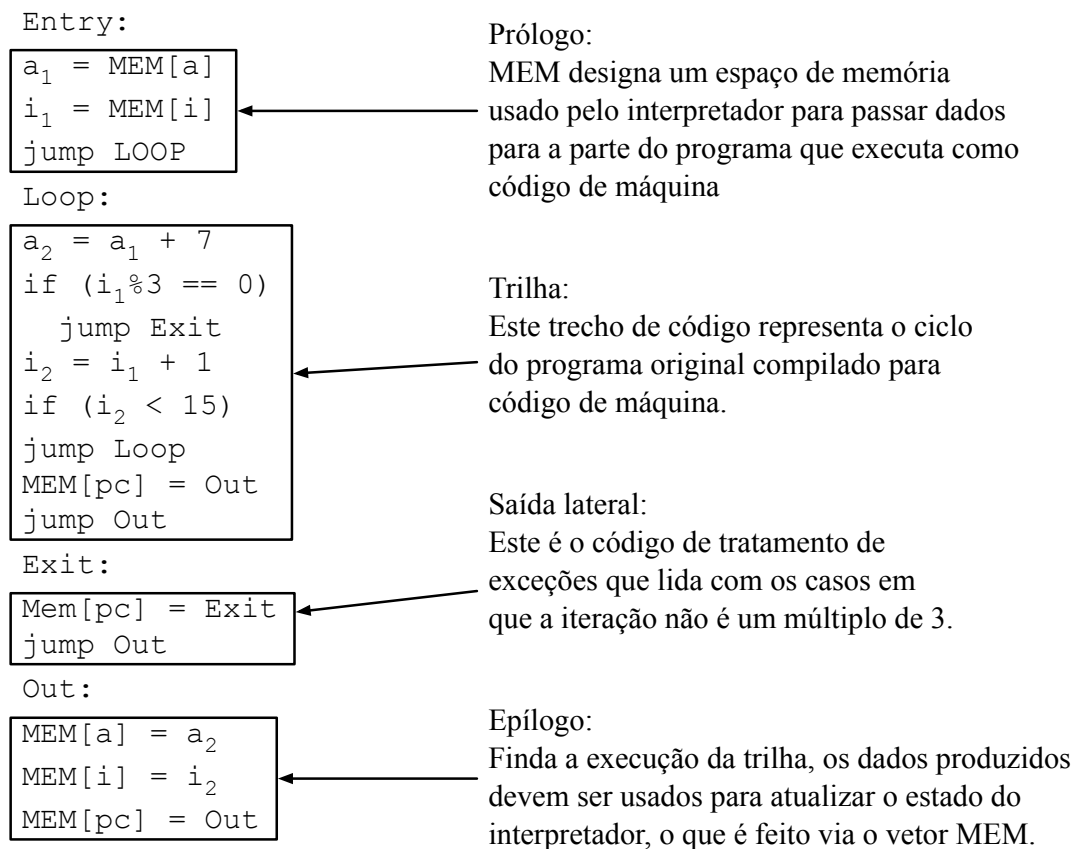 Entry:
a₁ = MEM[a]
i₁ = MEM[i]
jump LOOP
Prólogo:
MEM designa um espaço de memória
usado pelo interpretador para passar dados
para a parte do programa que executa como
código de máquina
Loop:
a₂ = a₁ + 7
if (i₁%3 == 0)
jump Exit
i₂ = i₁ + 1
if (i₂ < 15)
jump Loop
MEM[pc] = Out
jump Out
Trilha:
Este trecho de código representa o ciclo
do programa original compilado para
código de máquina.
Exit:
Mem[pc] = Exit
jump Out
Saída lateral:
Este é o código de tratamento de
exceções que lida com os casos em
que a iteração não é um múltiplo de 3.
Out:
MEM[a] = a₂
MEM[i] = i₂
MEM[pc] = Out
Epílogo:
Finda a execução da trilha, os dados produzidos
devem ser usados para atualizar o estado do
interpretador, o que é feito via o vetor MEM.